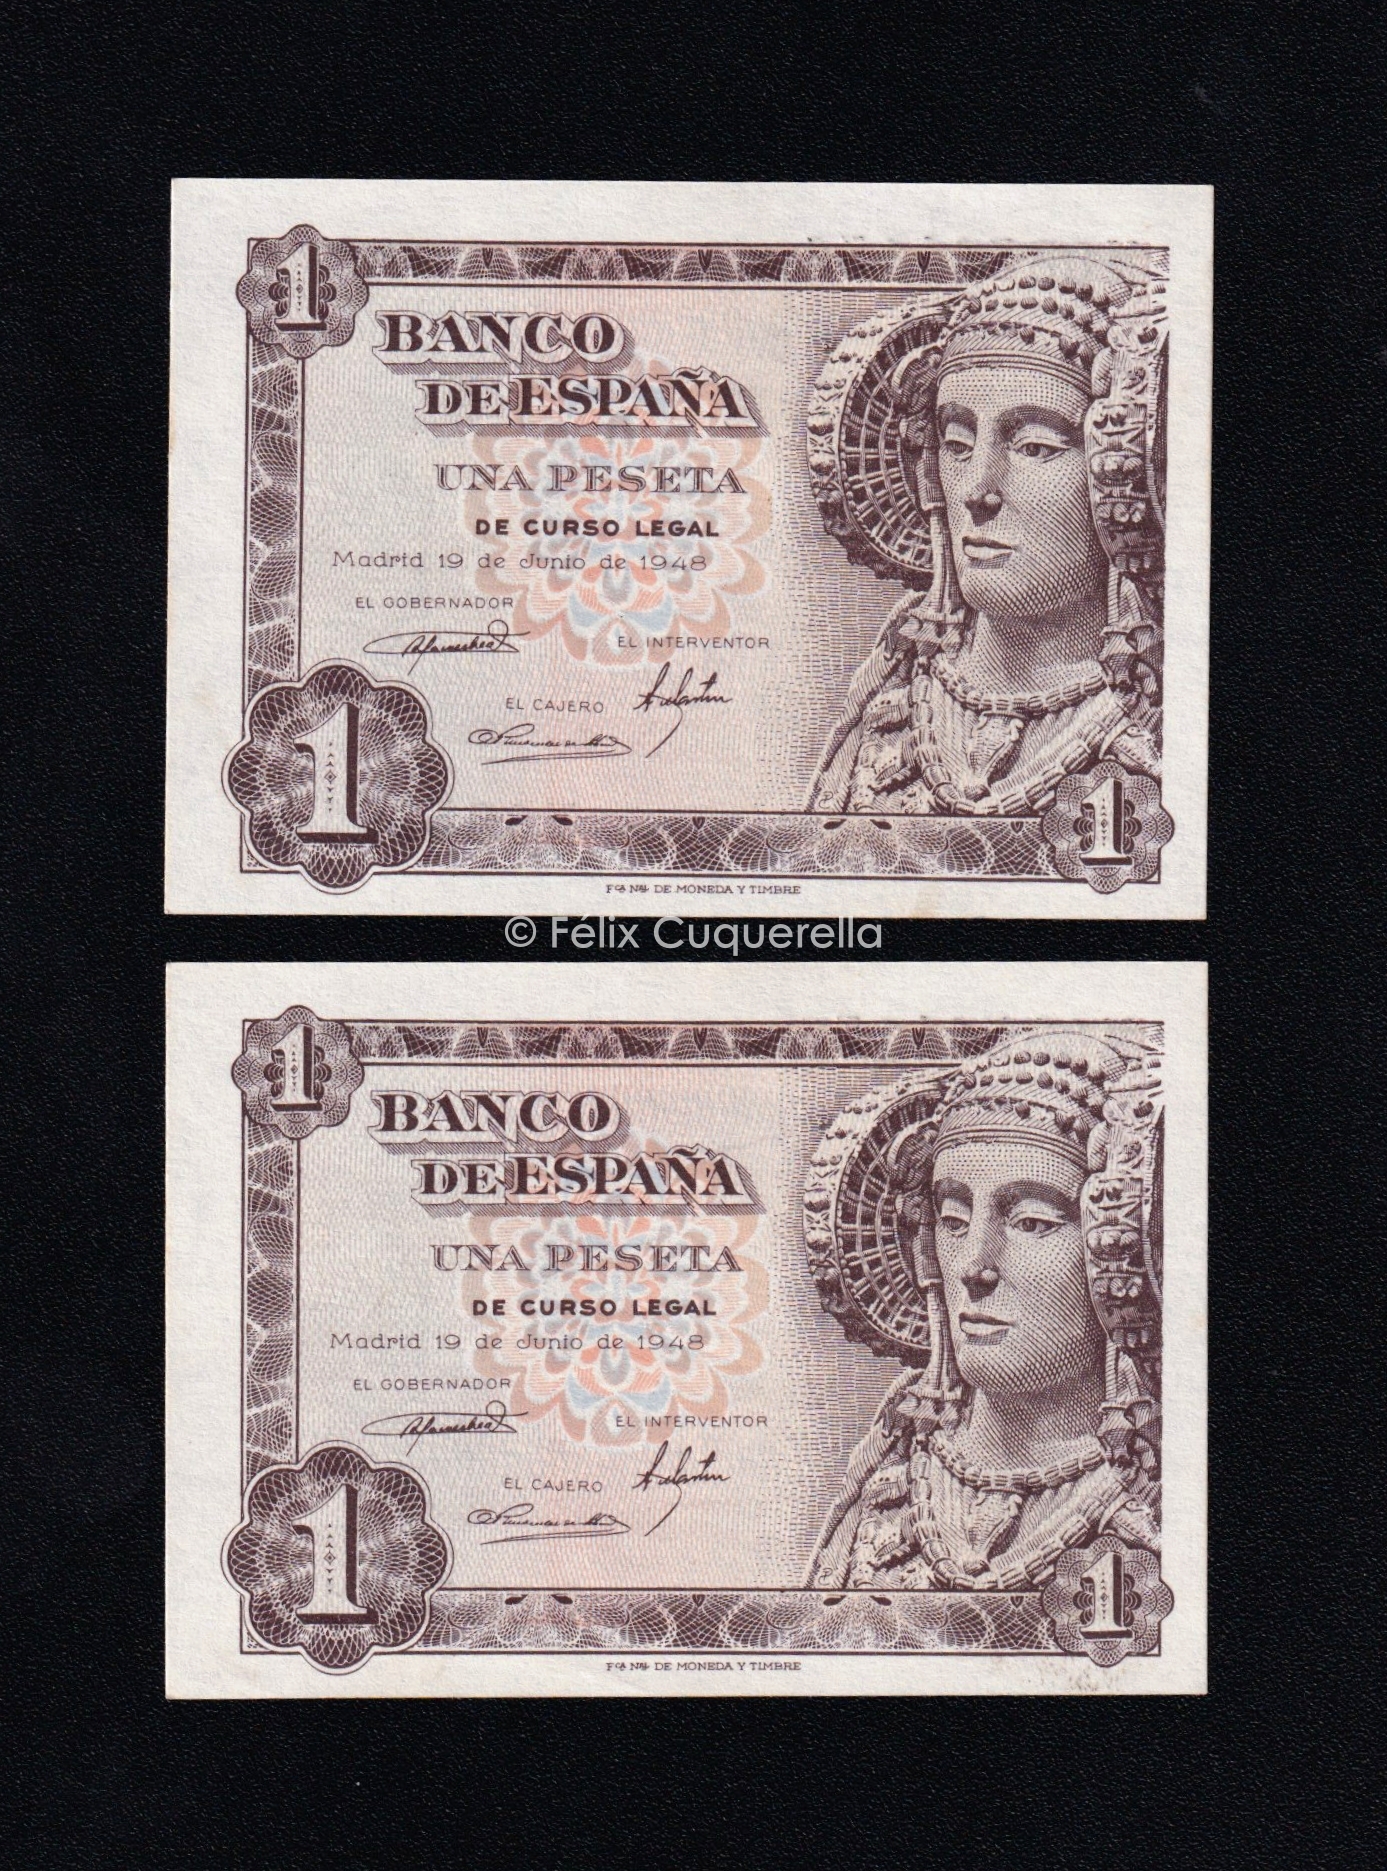 1
BANCO
DE ESPAÑA
UNA PESETA
DE CURSO LEGAL
Madrid 19 de Junio de 1948
EL GOBERNADOR
EL INTERVENTOR
EL CAJERO
1
1
Fca Nal DE MONEDA Y TIMBRE
© Félix Cuquerella
1
BANCO
DE ESPAÑA
UNA PESETA
DE CURSO LEGAL
Madrid 19 de Junio de 1948
EL GOBERNADOR
EL INTERVENTOR
EL CAJERO
1
1
Fca Nal DE MONEDA Y TIMBRE